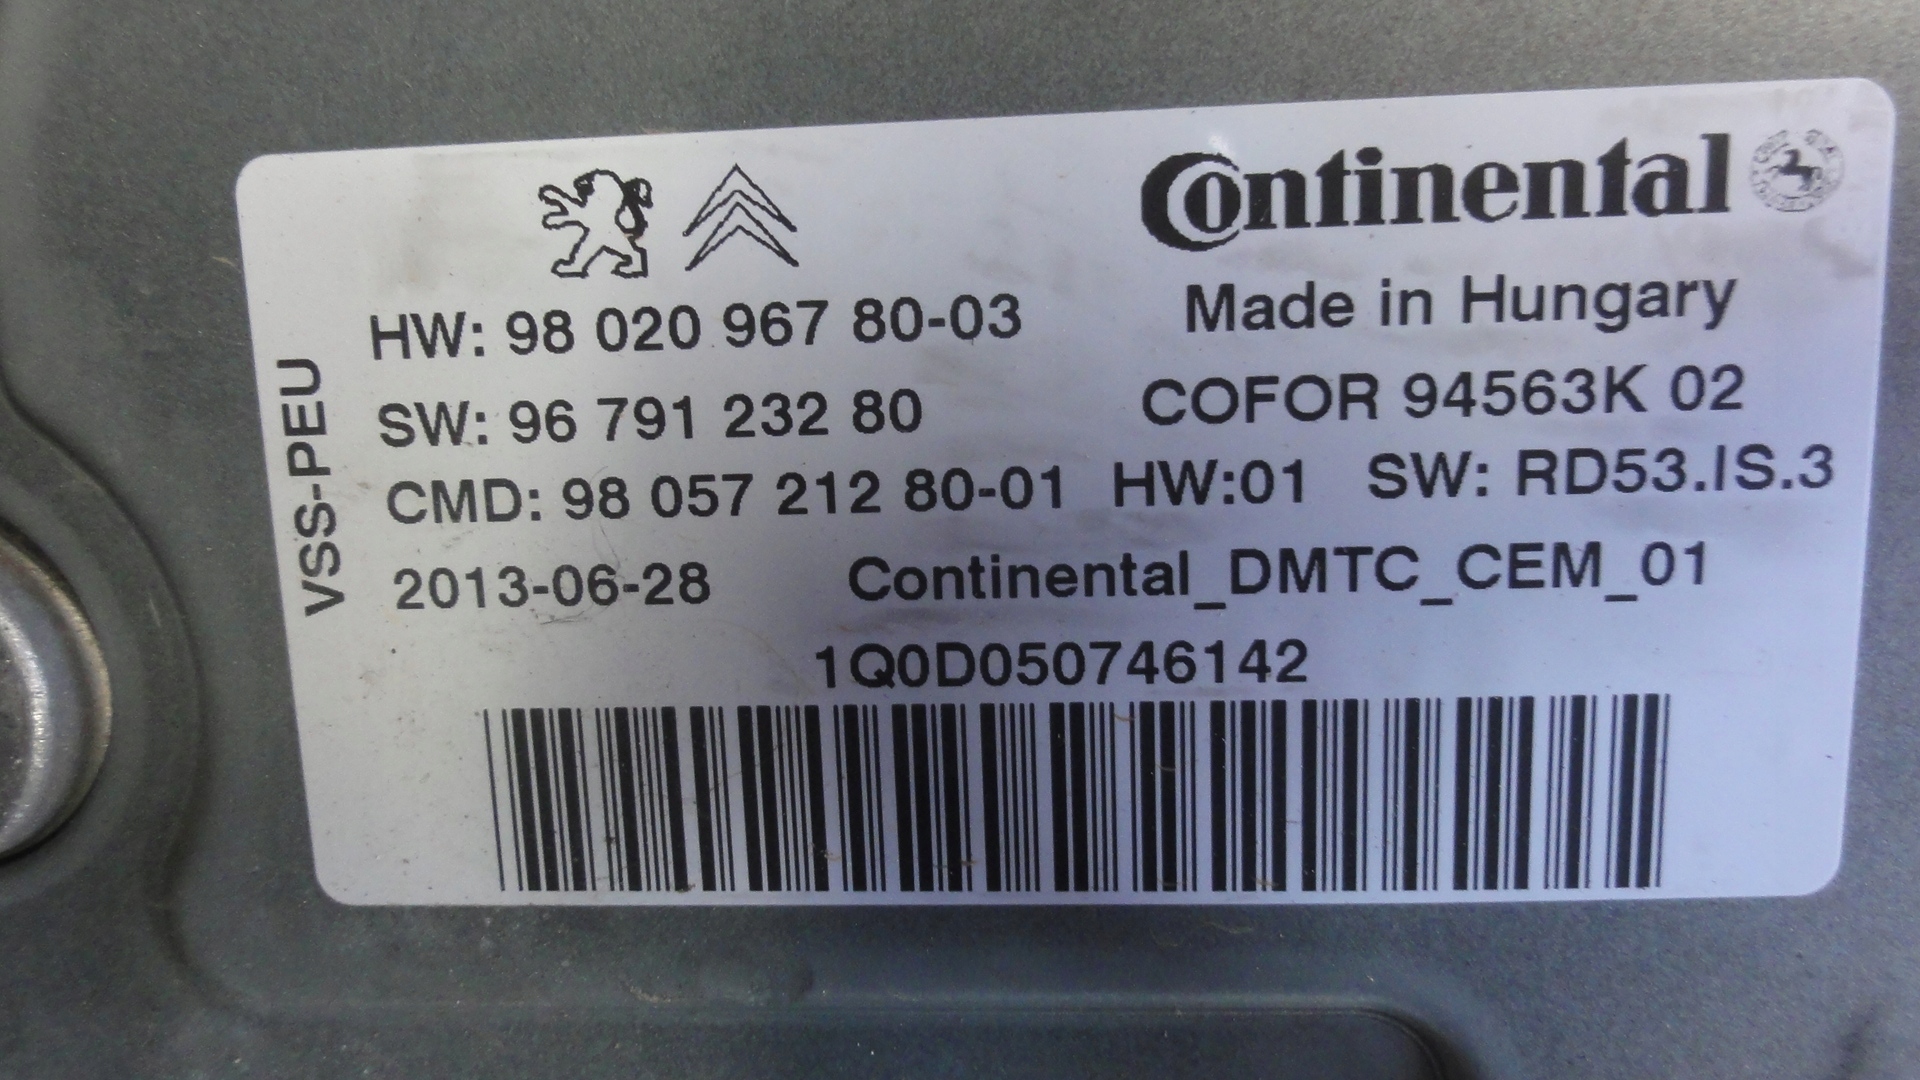 Continental
HW: 98 020 967 80-03
Made in Hungary
SW: 96 791 232 80
COFOR 94563K 02
CMD: 98 057 212 80-01 HW:01 SW: RD53.IS.3
2013-06-28 Continental_DMTC_CEM_01
1Q0D050746142
VSS-PEU